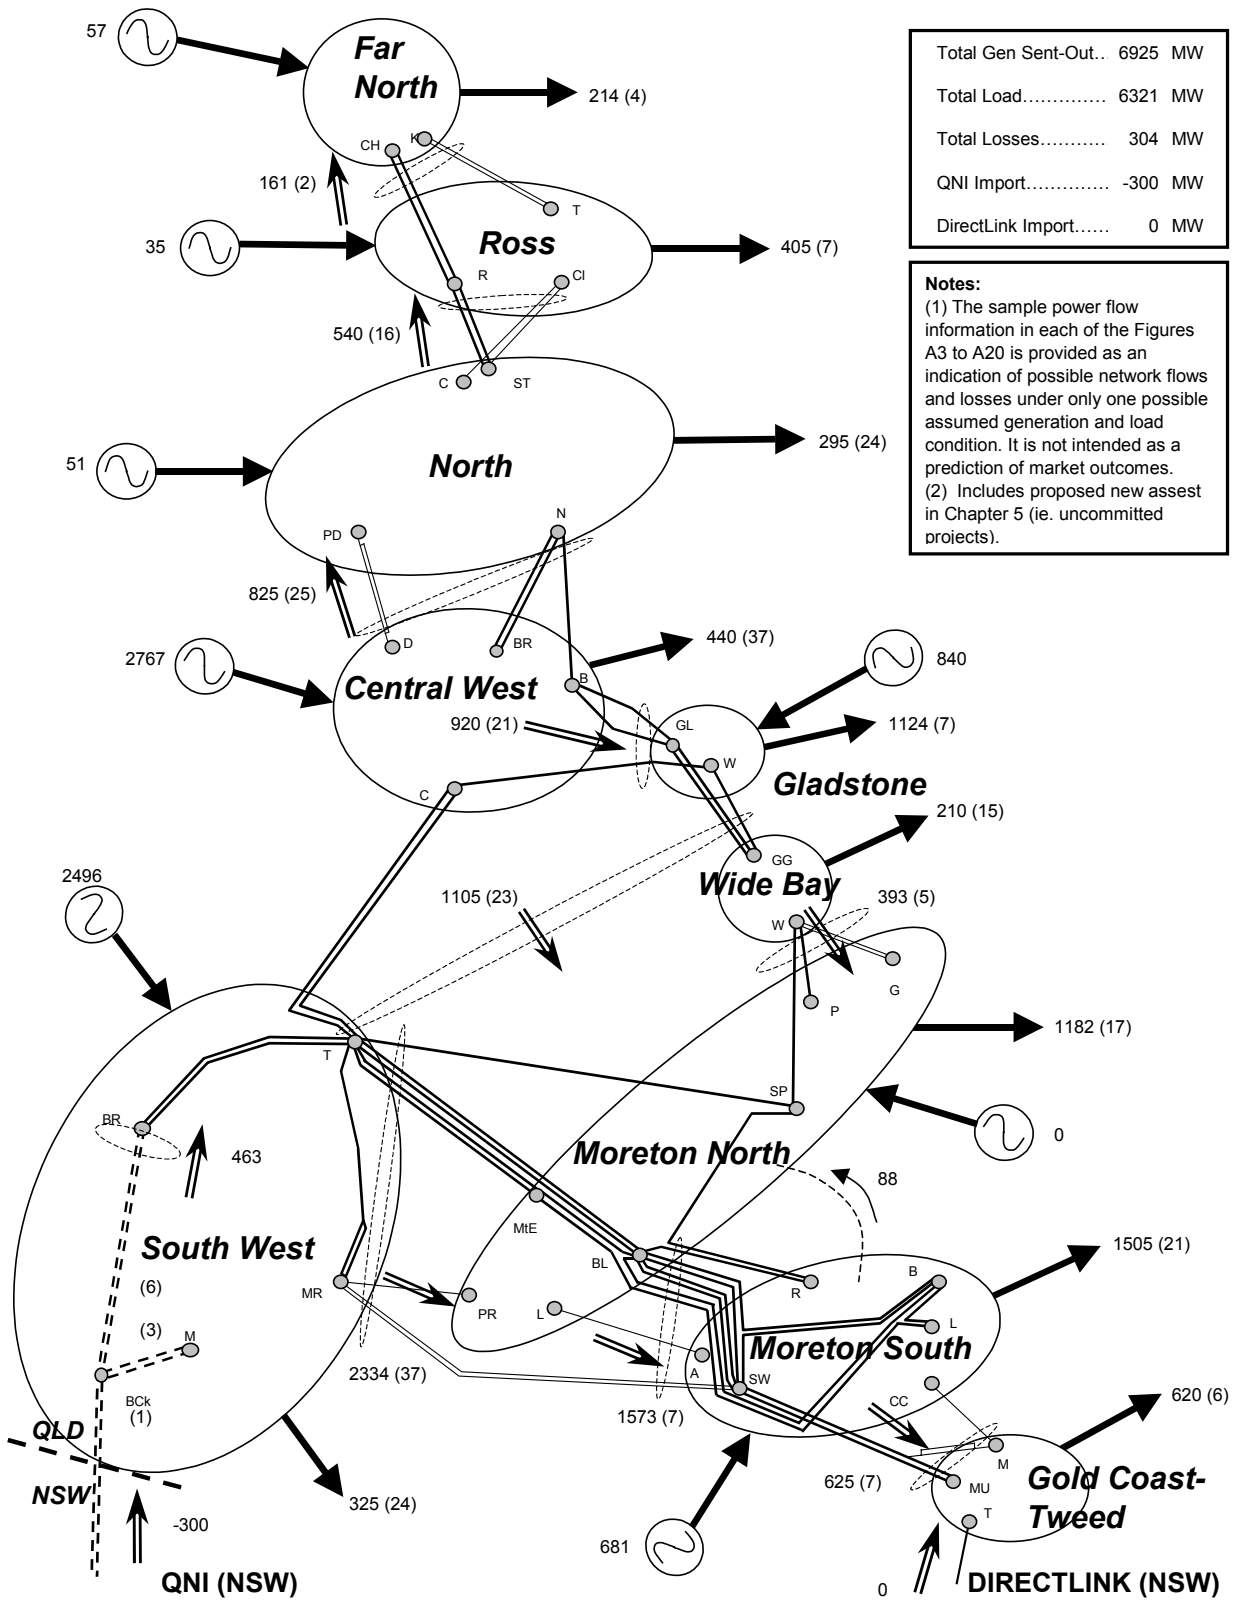 57
Far
North
214 (4)
CH
K
161 (2)
T
35
Ross
405 (7)
R
Cl
540 (16)
C
ST
51
North
295 (24)
PD
N
825 (25)
D
BR
2767
440 (37)
840
Central West
B
920 (21)
GL
1124 (7)
W
C
Gladstone
210 (15)
GG
2496
Wide Bay
1105 (23)
393 (5)
W
G
P
1182 (17)
T
SP
BR
0
463
Moreton North
88
MtE
South West
BL
1505 (21)
(6)
MR
PR
L
R
B
(3)
M
L
Moreton South
2334 (37)
A
SW
BCk
(1)
1573 (7)
CC
620 (6)
QLD
M
625 (7)
MU
Gold Coast-
Tweed
NSW
325 (24)
T
-300
681
QNI (NSW)
0
DIRECTLINK (NSW)
Total Gen Sent-Out.. 6925 MW
Total Load.............. 6321 MW
Total Losses........... 304 MW
QNI Import.............. -300 MW
DirectLink Import...... 0 MW
Notes:
(1) The sample power flow
information in each of the Figures
A3 to A20 is provided as an
indication of possible network flows
and losses under only one possible
assumed generation and load
condition. It is not intended as a
prediction of market outcomes.
(2) Includes proposed new assest
in Chapter 5 (ie. uncommitted
projects).